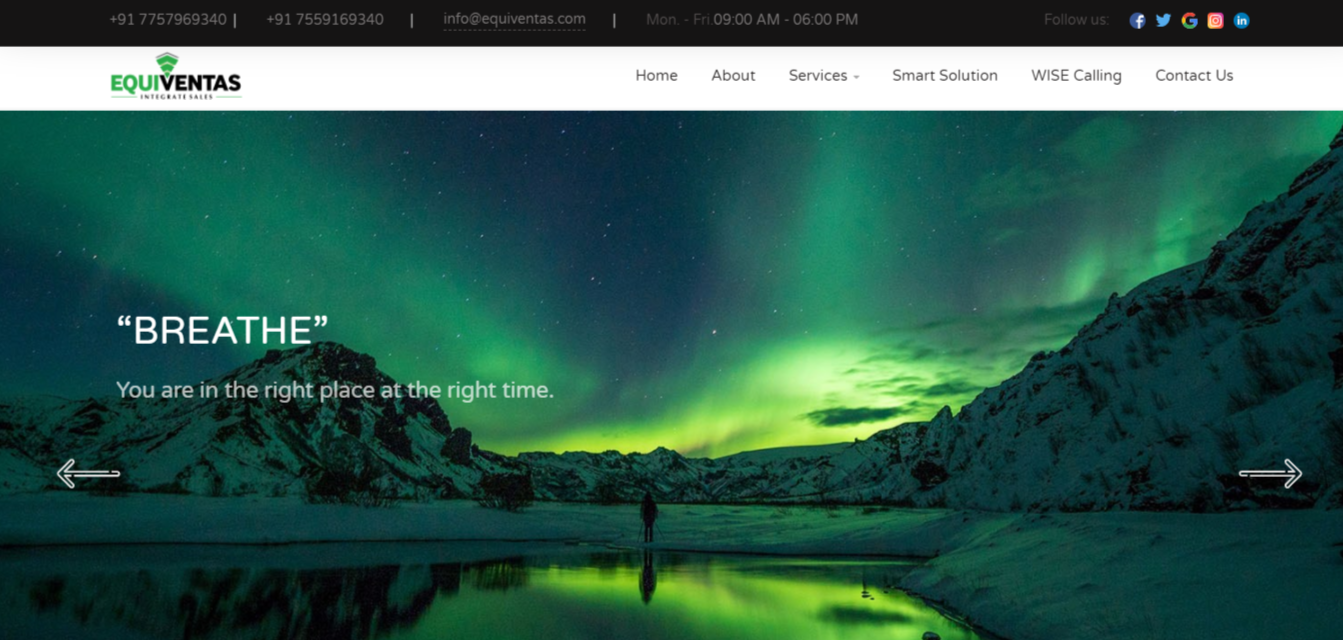 +91 7757969340 | +91 7559169340 | info@equiventas.com | Mon. - Fri.09:00 AM - 06:00 PM Follow us:
EQUIVENTAS
INTEGRATE SALES
Home About Services Smart Solution WISE Calling Contact Us
“BREATHE”
You are in the right place at the right time.